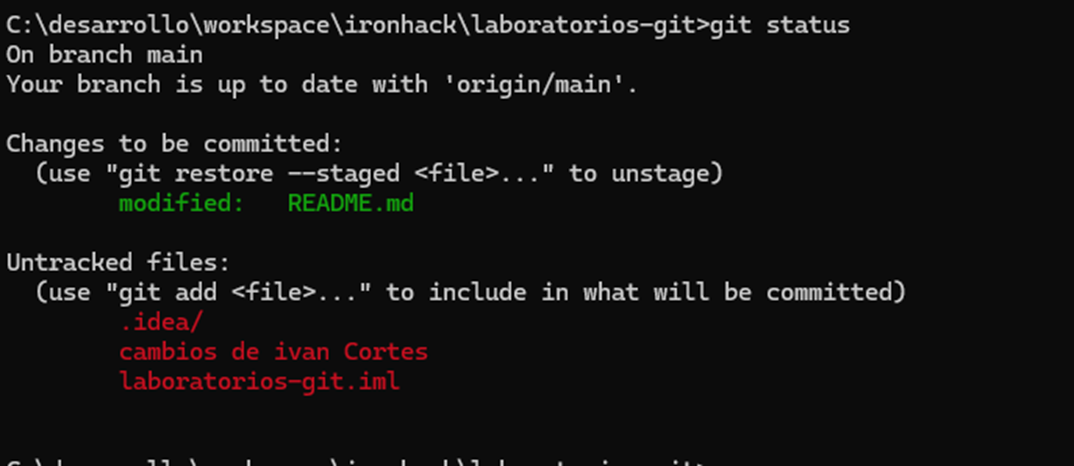 C:\desarrollo\workspace\ironhack\laboratorios-git>git status
On branch main
Your branch is up to date with 'origin/main'.
Changes to be committed:
(use "git restore --staged <file>..." to unstage)
modified: README.md
Untracked files:
(use "git add <file>..." to include in what will be committed)
.idea/
cambios de ivan Cortes
laboratorios-git.iml